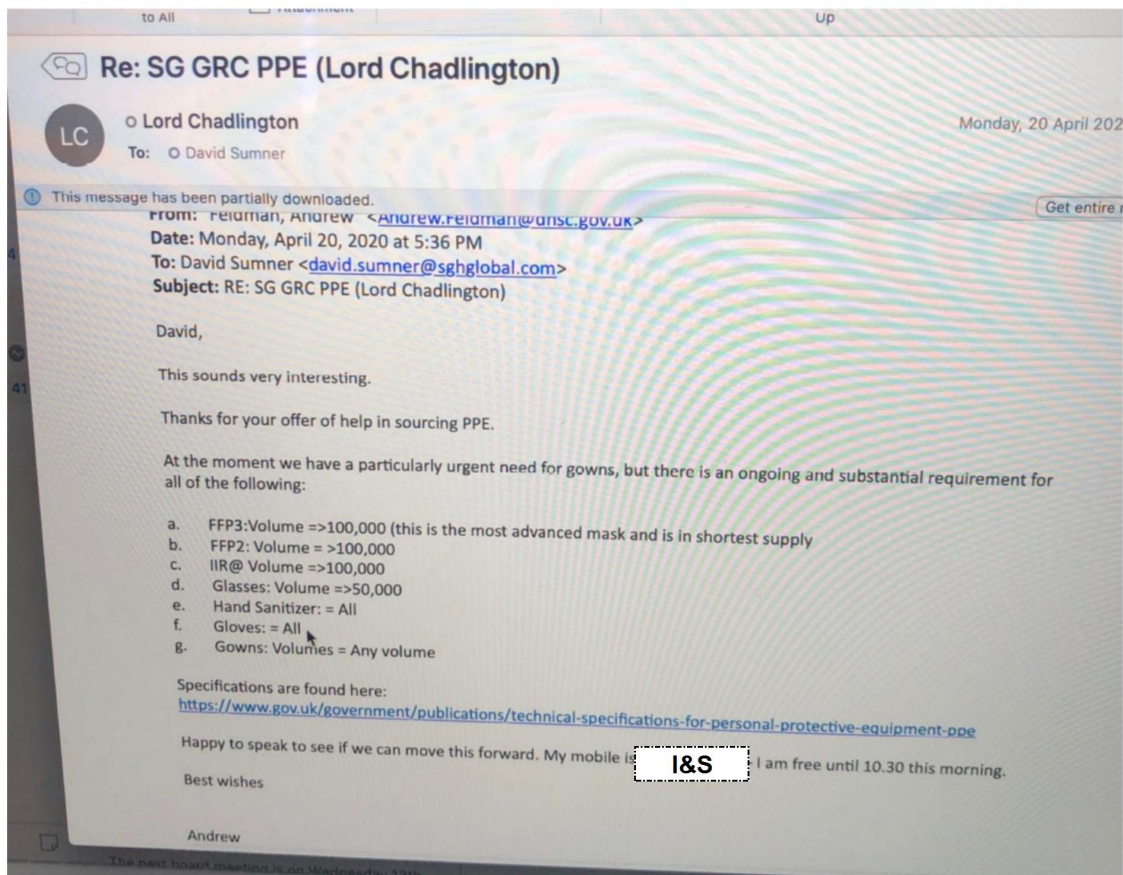 to All
Attachment
Up
Re: SG GRC PPE (Lord Chadlington)
LC
Lord Chadlington
Monday, 20 April 202
To: David Sumner
This message has been partially downloaded.
Get entire
From: Feldman, Andrew <Andrew.Feldman@dhsc.gov.uk>
Date: Monday, April 20, 2020 at 5:36 PM
To: David Sumner <david.sumner@sghglobal.com>
Subject: RE: SG GRC PPE (Lord Chadlington)
David,
This sounds very interesting.
41
Thanks for your offer of help in sourcing PPE.
At the moment we have a particularly urgent need for gowns, but there is an ongoing and substantial requirement for
all of the following:
a. FFP3:Volume =>100,000 (this is the most advanced mask and is in shortest supply
b. FFP2: Volume = >100,000
c. IIR@ Volume =>100,000
d. Glasses: Volume =>50,000
e. Hand Sanitizer: = All
f. Gloves: = All
g. Gowns: Volumes = Any volume
Specifications are found here:
https://www.gov.uk/government/publications/technical-specifications-for-personal-protective-equipment-ppe
Happy to speak to see if we can move this forward. My mobile is I&S I am free until 10.30 this morning.
Best wishes
Andrew
The next board meeting is on Wednesday